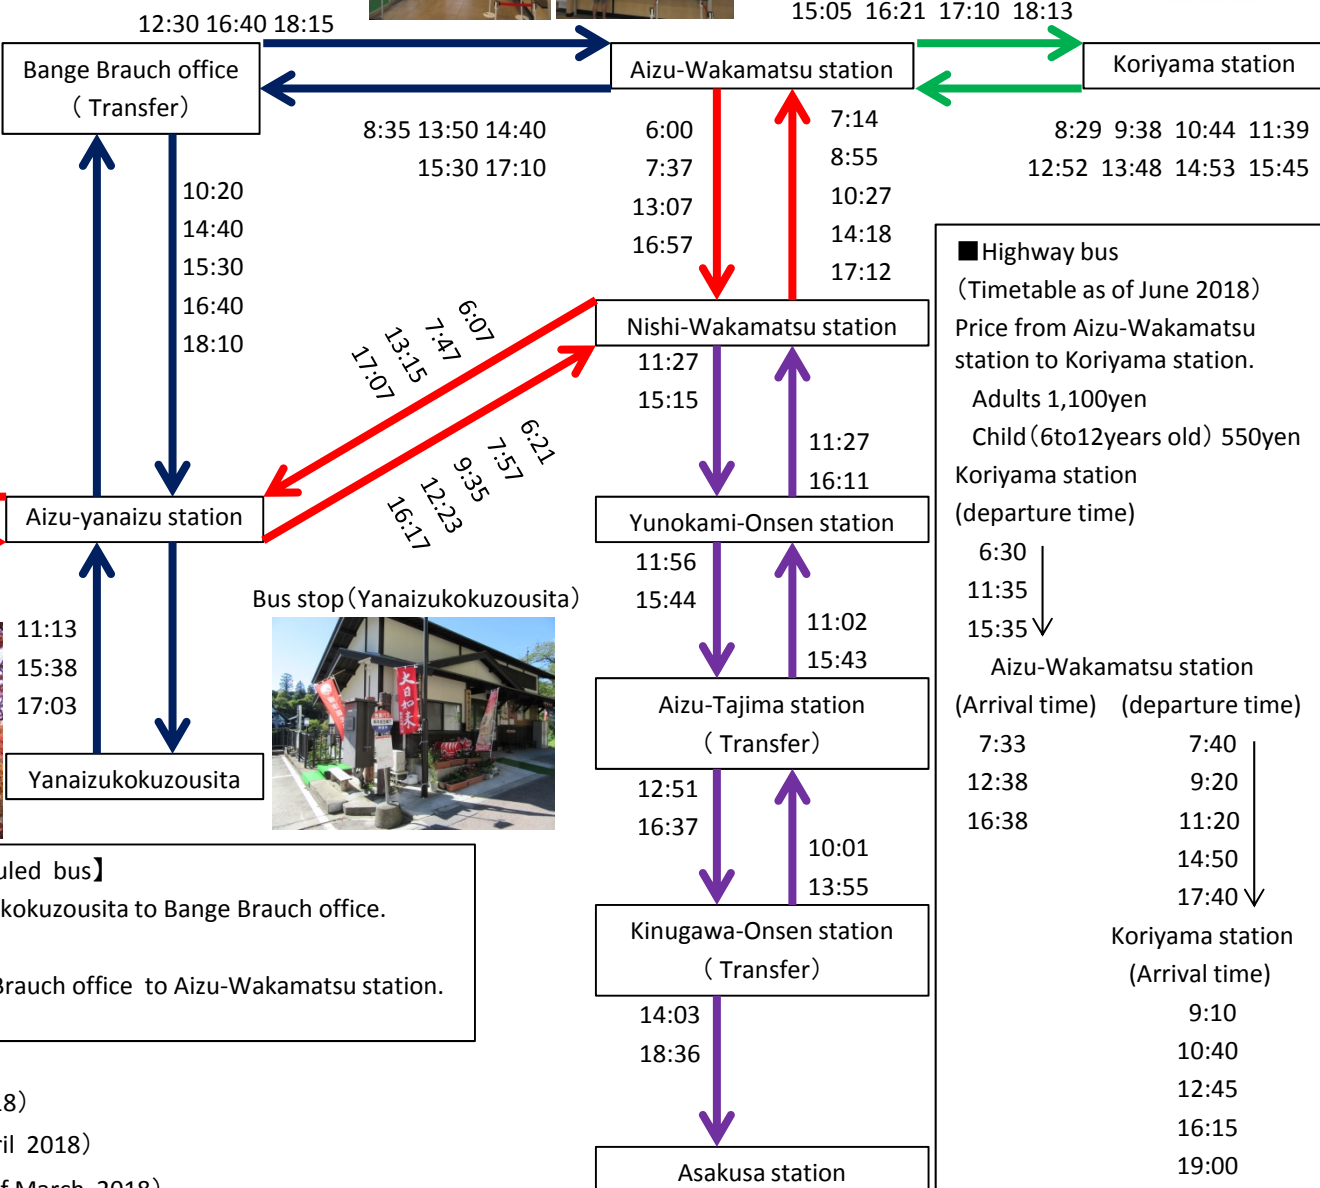 12:30 16:40 18:15
15:05 16:21 17:10 18:13
Bange Brauch office
（ Transfer）
Aizu-Wakamatsu station
Koriyama station
8:35 13:50 14:40
15:30 17:10
6:00
7:37
13:07
16:57
7:14
8:55
10:27
14:18
17:12
8:29 9:38 10:44 11:39
12:52 13:48 14:53 15:45
10:20
14:40
15:30
16:40
18:10
6:07
7:47
13:15
17:07
Nishi-Wakamatsu station
6:21
7:57
9:35
12:23
16:17
11:27
15:15
11:27
16:11
Aizu-yanaizu station
Yunokami-Onsen station
11:56
15:44
11:02
15:43
Bus stop（Yanaizukokuzousita）
大日如来
11:13
15:38
17:03
Yanaizukokuzousita
Aizu-Tajima station
（ Transfer）
12:51
16:37
10:01
13:55
Kinugawa-Onsen station
（ Transfer）
14:03
18:36
Asakusa station
■Highway bus
（Timetable as of June 2018）
Price from Aizu-Wakamatsu
station to Koriyama station.
Adults 1,100yen
Child（6to12years old）550yen
Koriyama station
(departure time)
6:30
11:35
15:35
Aizu-Wakamatsu station
(Arrival time) (departure time)
7:33 7:40
12:38 9:20
16:38 11:20
14:50
17:40
Koriyama station
(Arrival time)
9:10
10:40
12:45
16:15
19:00
uled bus】
kokuzousita to Bange Brauch office.
Brauch office to Aizu-Wakamatsu station.
8）
ril 2018）
f March 2018）